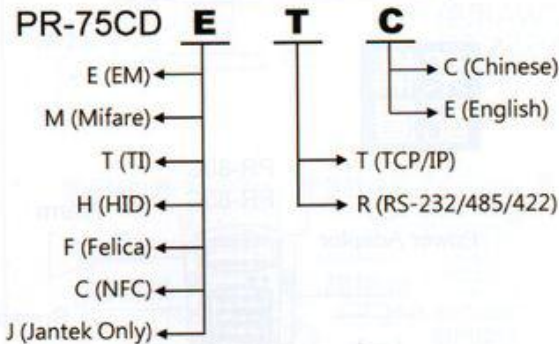 PR-75CD E T C
E (EM)
M (Mifare)
T (TI)
H (HID)
F (Felica)
C (NFC)
J (Jantek Only)
C (Chinese)
E (English)
T (TCP/IP)
R (RS-232/485/422)